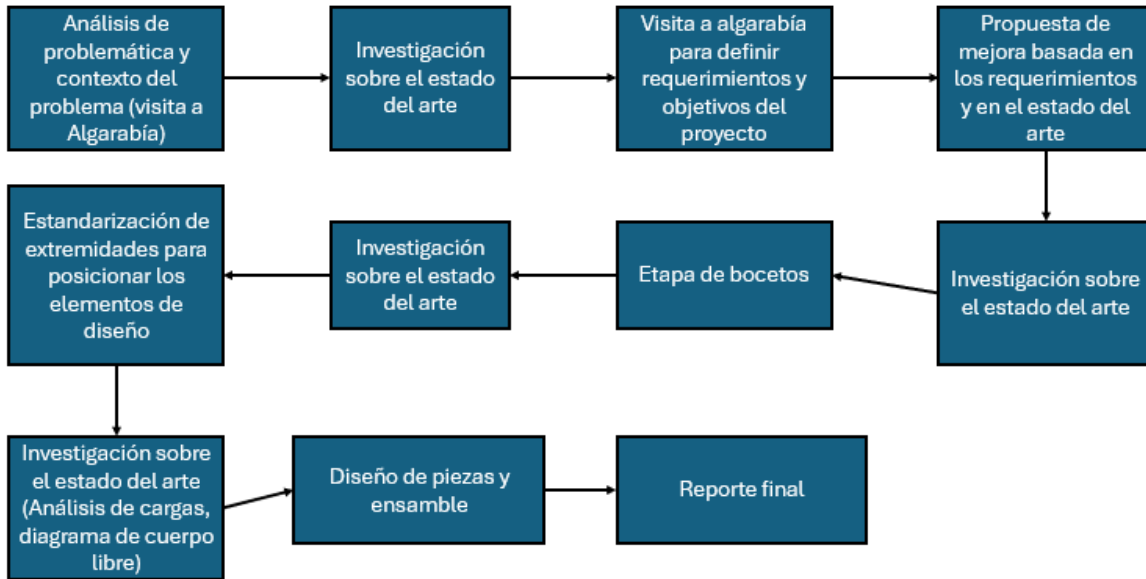 Análisis de
problemática y
contexto del
problema (visita a
Algarabía)
Investigación
sobre el estado
del arte
Visita a algarabía
para definir
requerimientos y
objetivos del
proyecto
Propuesta de
mejora basada en
los requerimientos
y en el estado del
arte
Investigación sobre
el estado del arte
Etapa de bocetos
Investigación
sobre el estado
del arte
Estandarización de
extremidades para
posicionar los
elementos de
diseño
Investigación sobre
el estado del arte
(Análisis de cargas,
diagrama de cuerpo
libre)
Diseño de piezas y
ensamble
Reporte final